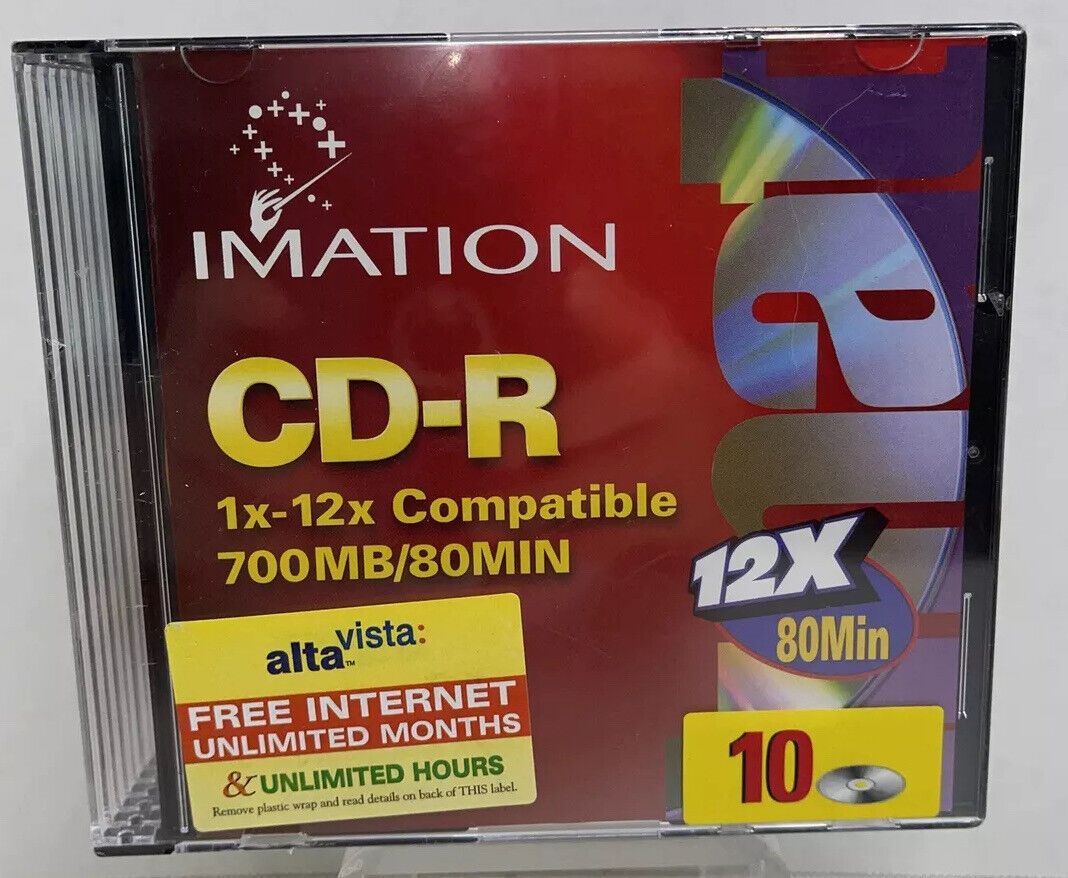 IMATION
CD-R
1x-12x Compatible
700MB/80MIN
12X
80Min
altavista:™
FREE INTERNET
UNLIMITED MONTHS
& UNLIMITED HOURS
Remove plastic wrap and read details on back of THIS label.
10